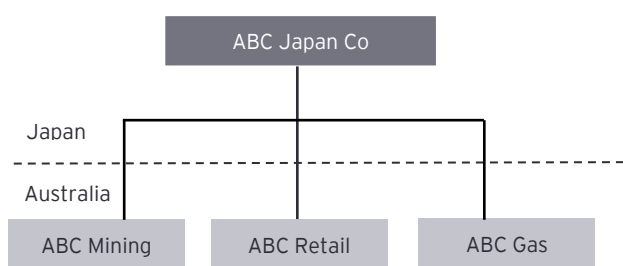 ABC Japan Co
Japan
Australia
ABC Mining
ABC Retail
ABC Gas